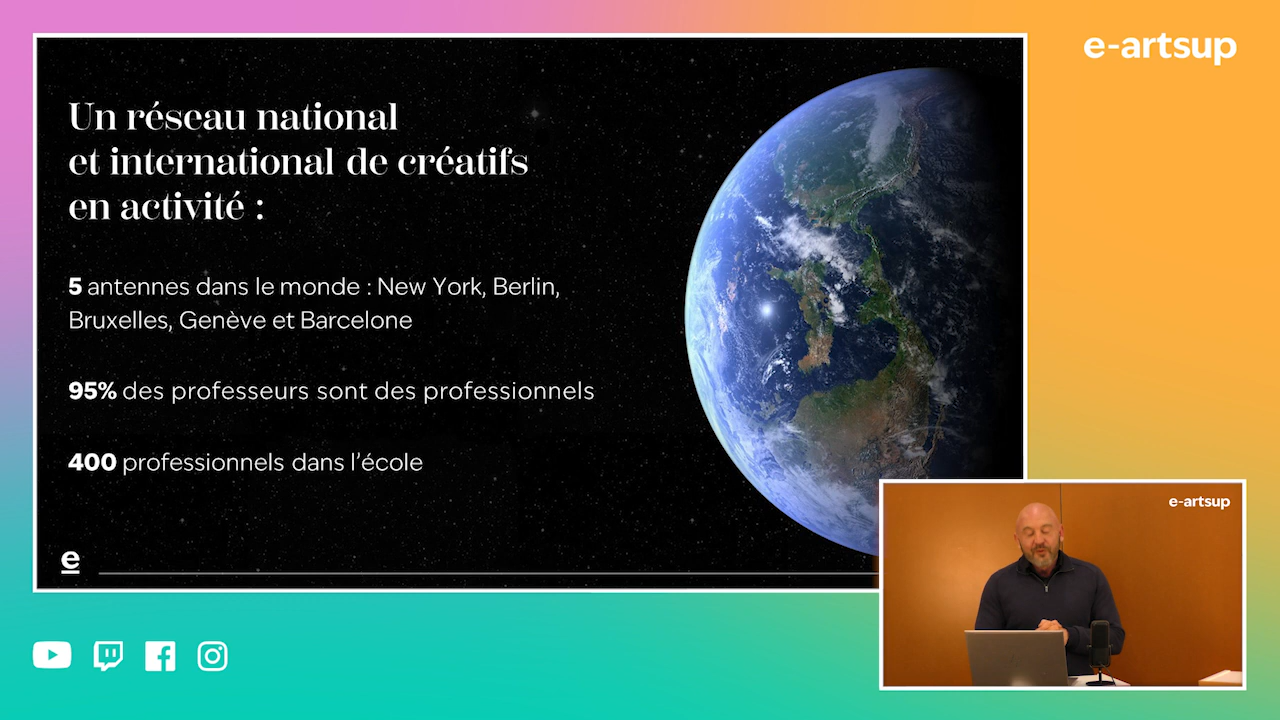 e-artsup
Un réseau national
et international de créatifs
en activité :
5 antennes dans le monde : New York, Berlin,
Bruxelles, Genève et Barcelone
95% des professeurs sont des professionnels
400 professionnels dans l’école
e
e-artsup